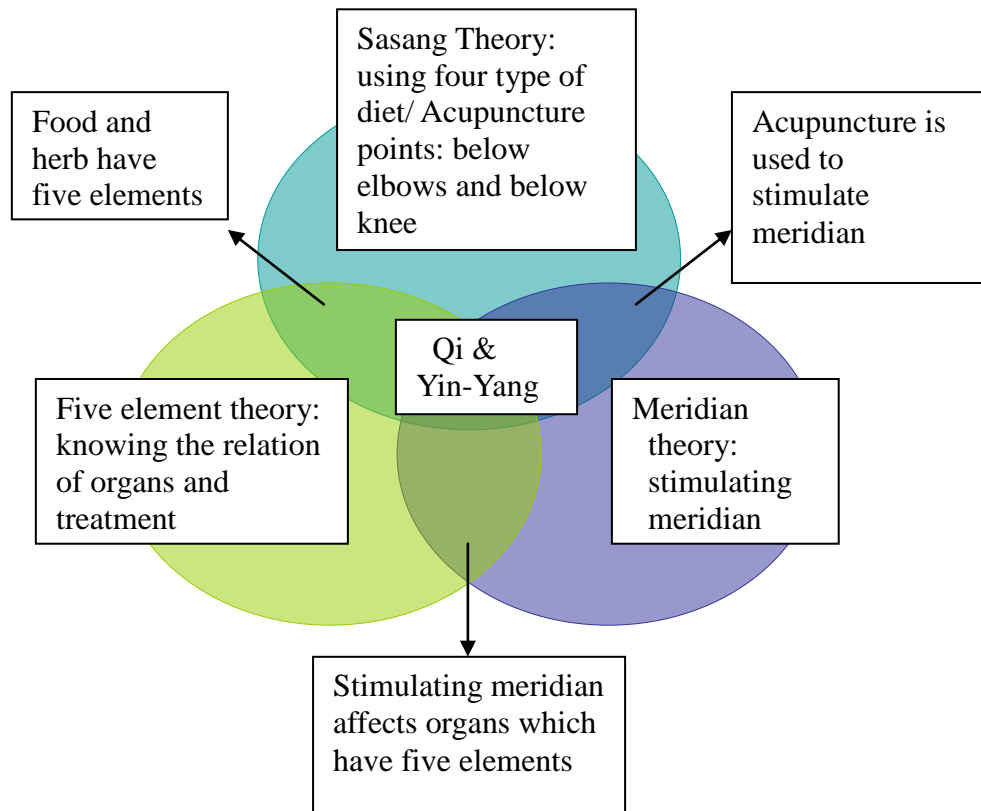 Sasang Theory:
using four type of
diet/ Acupuncture
points: below
elbows and below
knee
Food and
herb have
five elements
Acupuncture is
used to
stimulate
meridian
Qi &
Yin-Yang
Five element theory:
knowing the relation
of organs and
treatment
Meridian
theory:
stimulating
meridian
Stimulating meridian
affects organs which
have five elements